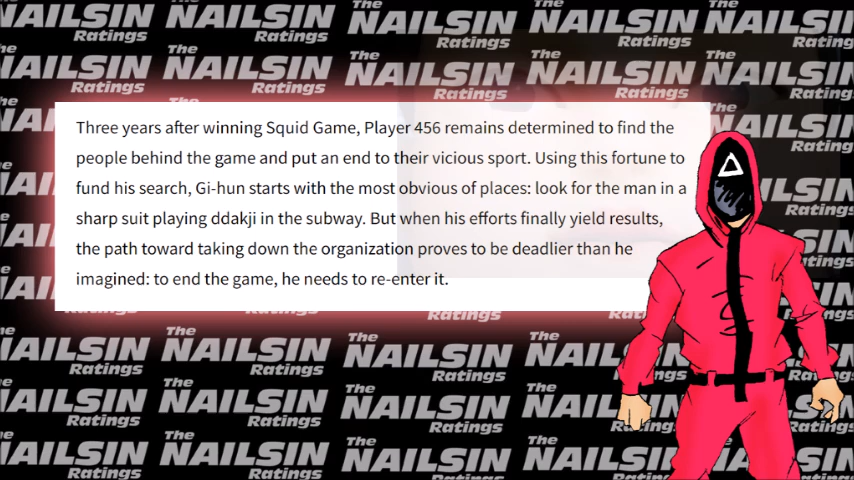 Three years after winning Squid Game, Player 456 remains determined to find the
people behind the game and put an end to their vicious sport. Using this fortune to
fund his search, Gi-hun starts with the most obvious of places: look for the man in a
sharp suit playing ddakji in the subway. But when his efforts finally yield results,
the path toward taking down the organization proves to be deadlier than he
imagined: to end the game, he needs to re-enter it.
The
NAILSIN
Ratings